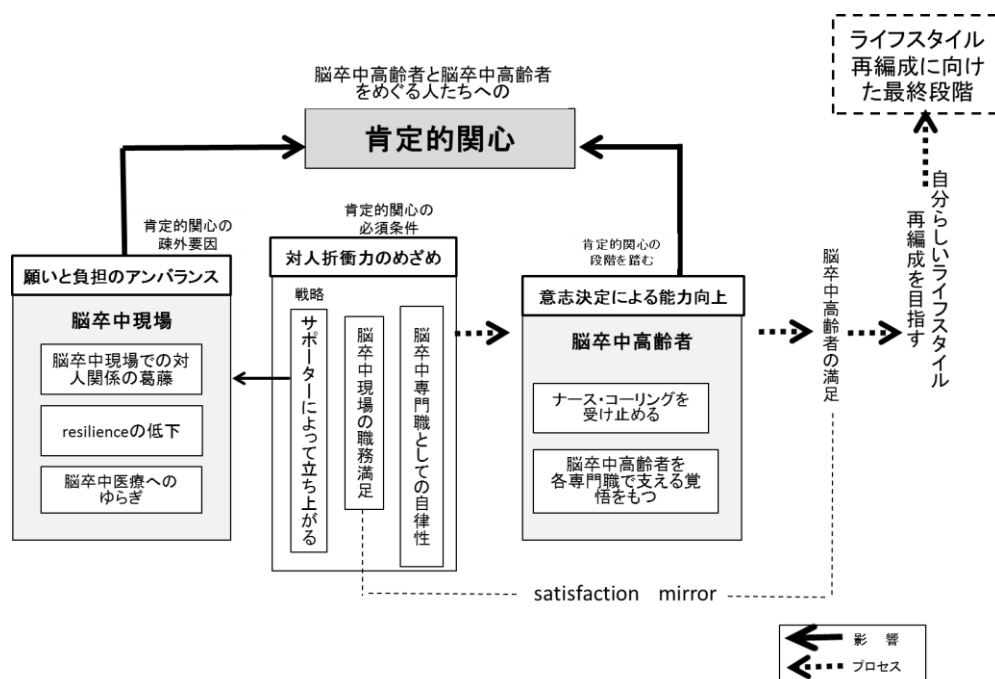 ライフスタイル
再編成に向け
た最終段階
脳卒中高齢者と脳卒中高齢者
をめぐる人たちへの
肯定的関心
肯定的関心の
疎外要因
願いと負担のアンバランス
脳卒中現場
脳卒中現場での対
人関係の葛藤
resilienceの低下
脳卒中医療への
ゆらぎ
肯定的関心の
必須条件
対人折衝力のめざめ
戦略
サポーターによって立ち上がる
脳卒中現場の職務満足
脳卒中専門職としての自律性
肯定的関心の
段階を踏む
意志決定による能力向上
脳卒中高齢者
ナース・コーリングを
受け止める
脳卒中高齢者を
各専門職で支える覚
悟をもつ
脳卒中高齢者の満足
自分らしいライフスタイル
再編成を目指す
satisfaction mirror
影 響
プロセス